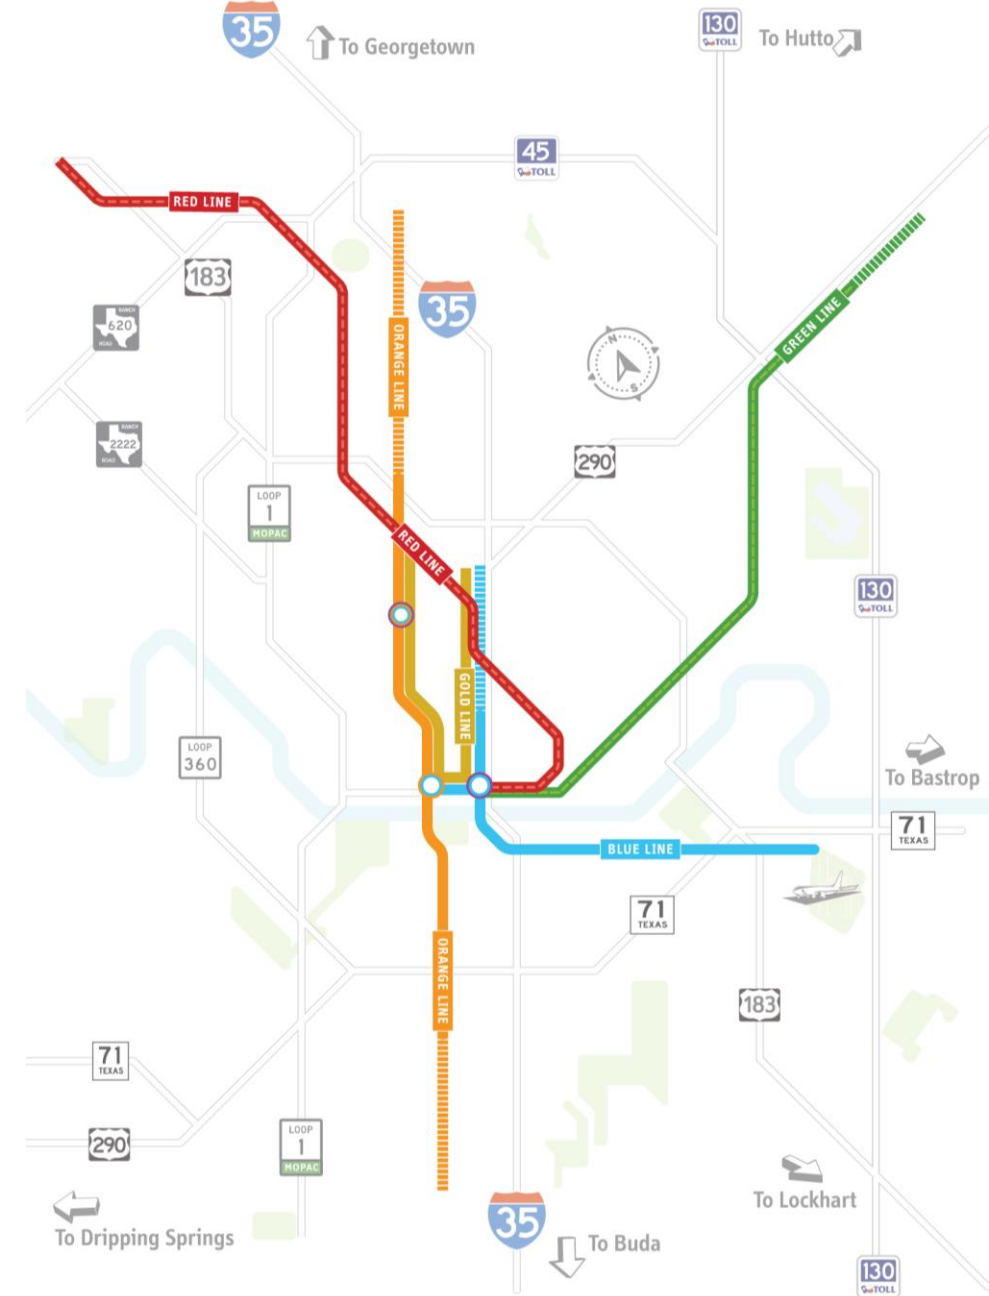 35
To Georgetown
130
TOLL
To Hutto
45
TOLL
RED LINE
183
RANCH
620
ROAD
35
ORANGE LINE
GREEN LINE
N
S
RANCH
2222
ROAD
290
LOOP
1
MOPAC
RED LINE
130
TOLL
GOLD LINE
LOOP
360
To Bastrop
71
TEXAS
BLUE LINE
71
TEXAS
ORANGE LINE
183
71
TEXAS
290
LOOP
1
MOPAC
To Lockhart
35
To Dripping Springs
To Buda
130
TOLL